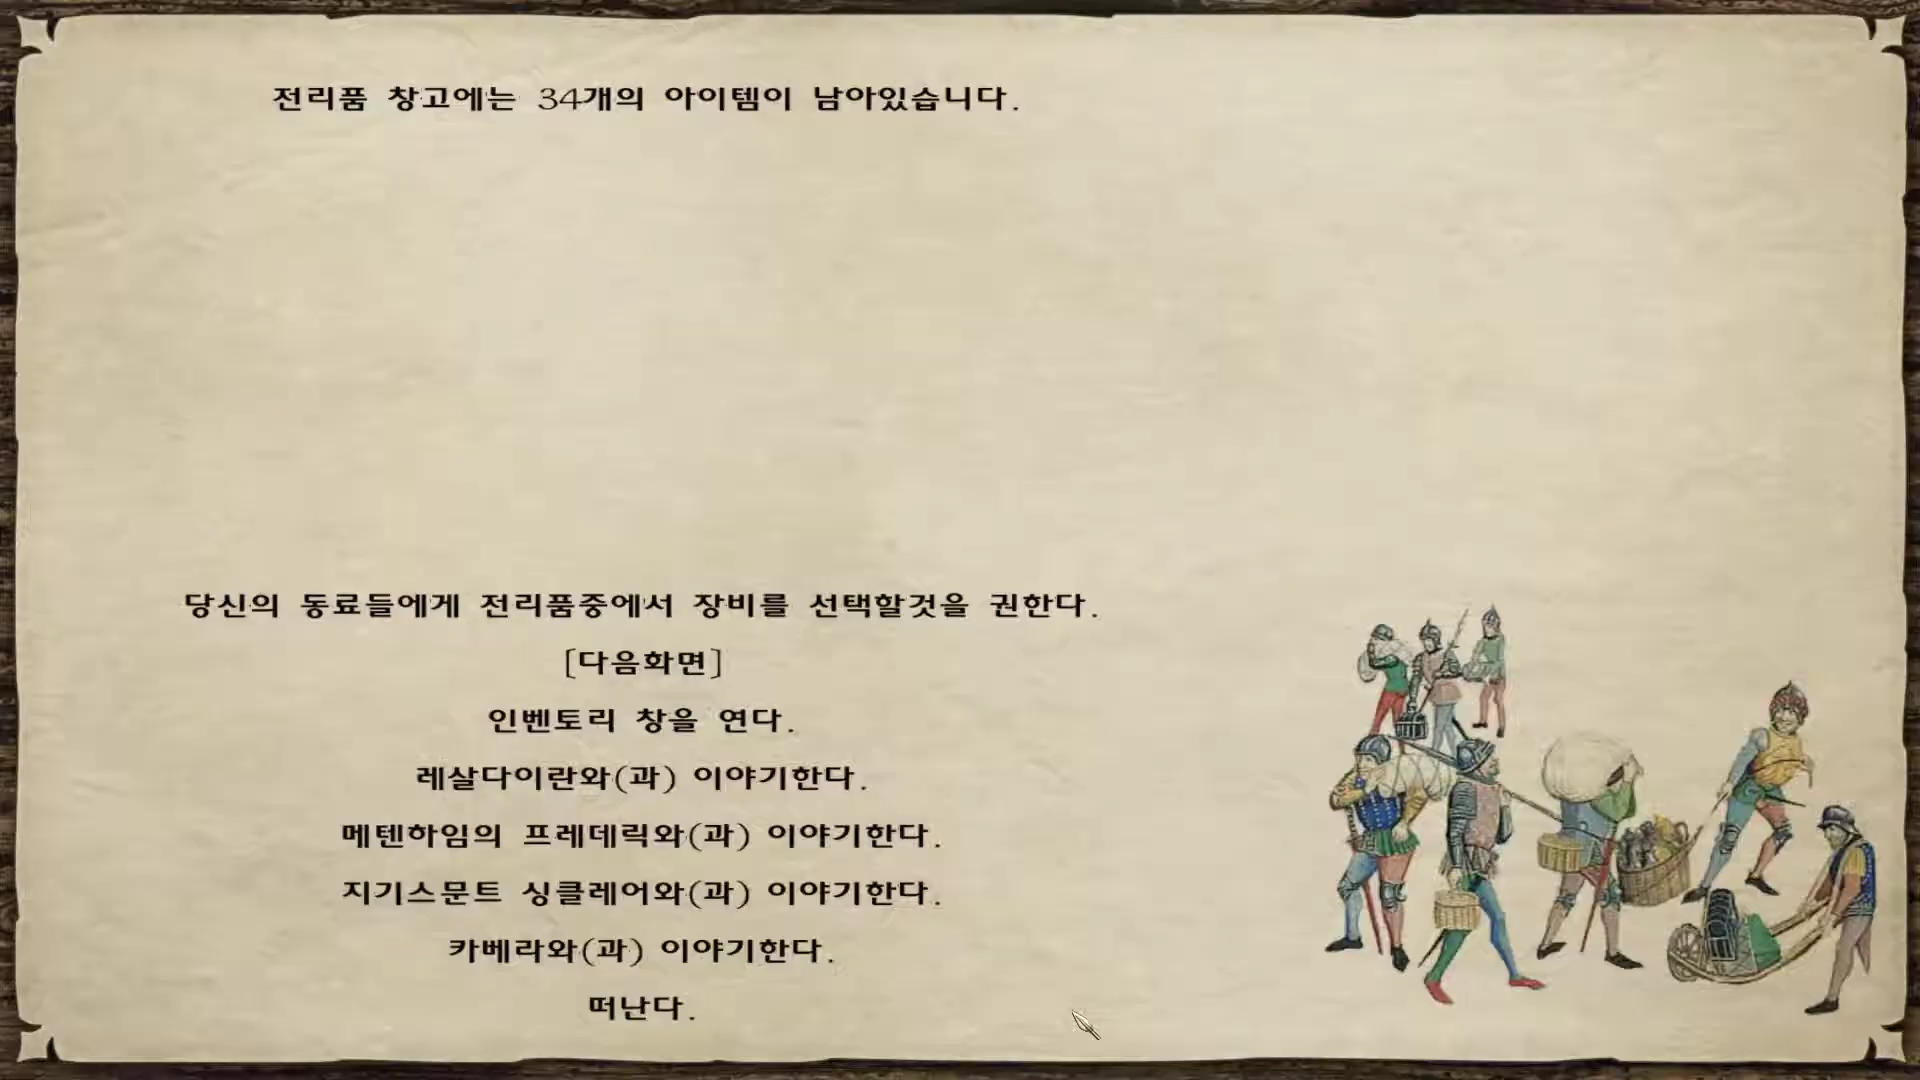 전리품 창고에는 34개의 아이템이 남아있습니다.
당신의 동료들에게 전리품중에서 장비를 선택할것을 권한다.
[다음화면]
인벤토리 창을 연다.
레살다이란와(과) 이야기한다.
메텐하임의 프레데릭와(과) 이야기한다.
지기스문트 싱클레어와(과) 이야기한다.
카베라와(과) 이야기한다.
떠난다.